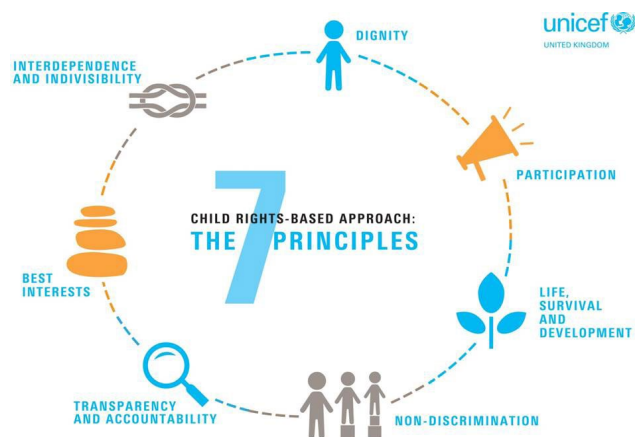 unicef
UNITED KINGDOM
DIGNITY
INTERDEPENDENCE
AND INDIVISIBILITY
PARTICIPATION
CHILD RIGHTS-BASED APPROACH:
THE 7 PRINCIPLES
BEST
INTERESTS
LIFE,
SURVIVAL
AND
DEVELOPMENT
TRANSPARENCY
AND ACCOUNTABILITY
NON-DISCRIMINATION